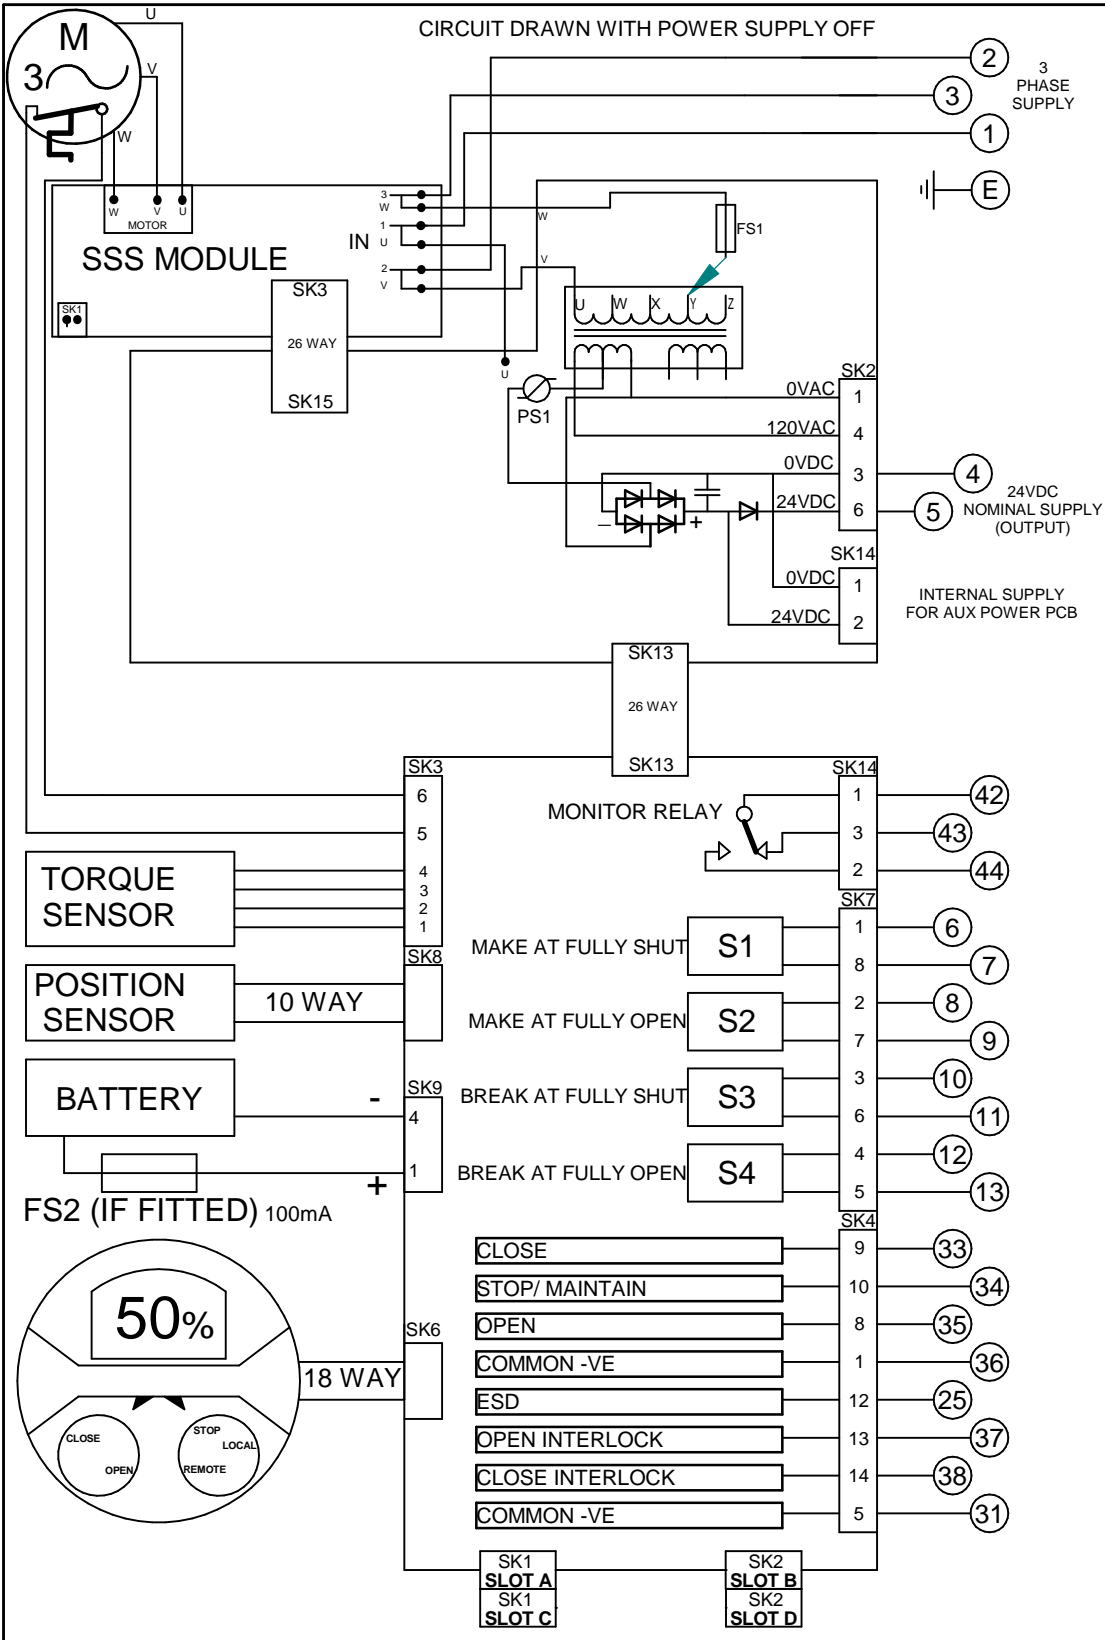 CIRCUIT DRAWN WITH POWER SUPPLY OFF
M
3
U
V
W
2
3
1
E
3
PHASE
SUPPLY
W
V
U
MOTOR
SSS MODULE
IN
3
W
1
U
2
V
W
V
U
FS1
SK1
SK3
26 WAY
SK15
U
W
X
Y
Z
PS1
SK2
0VAC
1
120VAC
4
0VDC
3
4
24VDC
6
5
24VDC
NOMINAL SUPPLY
(OUTPUT)
–
+
SK14
0VDC
1
24VDC
2
INTERNAL SUPPLY
FOR AUX POWER PCB
SK13
26 WAY
SK13
SK3
6
5
4
3
2
1
TORQUE
SENSOR
SK8
POSITION
SENSOR
10 WAY
BATTERY
SK9
-
4
1
+
FS2 (IF FITTED) 100mA
50%
CLOSE
OPEN
STOP
LOCAL
REMOTE
SK6
18 WAY
MONITOR RELAY
SK14
1
42
3
43
2
44
SK7
MAKE AT FULLY SHUT
S1
1
6
8
7
MAKE AT FULLY OPEN
S2
2
8
7
9
BREAK AT FULLY SHUT
S3
3
10
6
11
BREAK AT FULLY OPEN
S4
4
12
5
13
SK4
CLOSE
9
33
STOP/ MAINTAIN
10
34
OPEN
8
35
COMMON -VE
1
36
ESD
12
25
OPEN INTERLOCK
13
37
CLOSE INTERLOCK
14
38
COMMON -VE
5
31
SK1
SLOT A
SK1
SLOT C
SK2
SLOT B
SK2
SLOT D